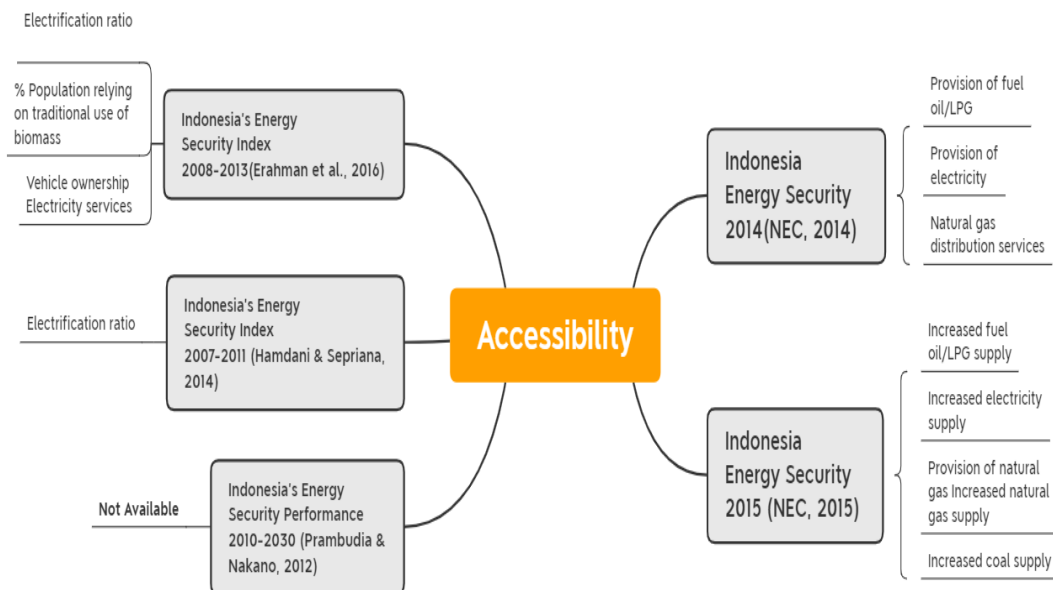 Electrification ratio
% Population relying
on traditional use of
biomass
Vehicle ownership
Electricity services
Indonesia's Energy
Security Index
2008-2013(Erahman et al., 2016)
Electrification ratio
Indonesia's Energy
Security Index
2007-2011 (Hamdani & Sepriana,
2014)
Not Available
Indonesia's Energy
Security Performance
2010-2030 (Prambudia &
Nakano, 2012)
Accessibility
Indonesia
Energy Security
2014(NEC, 2014)
Provision of fuel
oil/LPG
Provision of
electricity
Natural gas
distribution services
Indonesia
Energy Security
2015 (NEC, 2015)
Increased fuel
oil/LPG supply
Increased electricity
supply
Provision of natural
gas Increased natural
gas supply
Increased coal supply